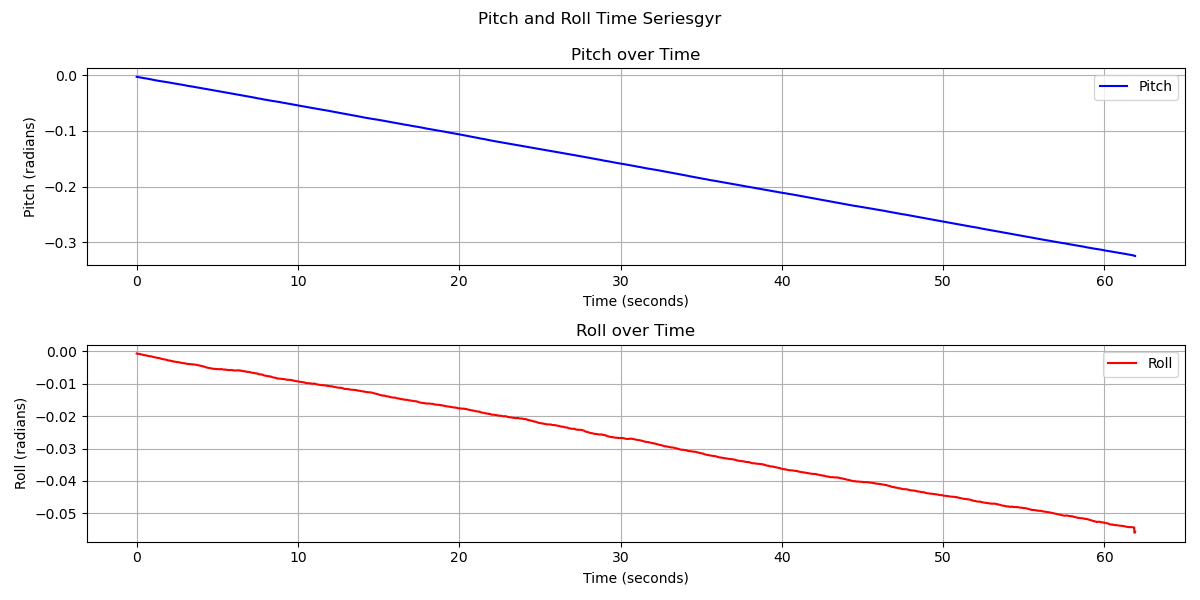 Pitch and Roll Time Seriesgyr
Pitch over Time
0.0
−0.1
−0.2
−0.3
Pitch (radians)
Pitch
0 10 20 30 40 50 60
Time (seconds)
Roll over Time
0.00
−0.01
−0.02
−0.03
−0.04
−0.05
Roll (radians)
Roll
0 10 20 30 40 50 60
Time (seconds)